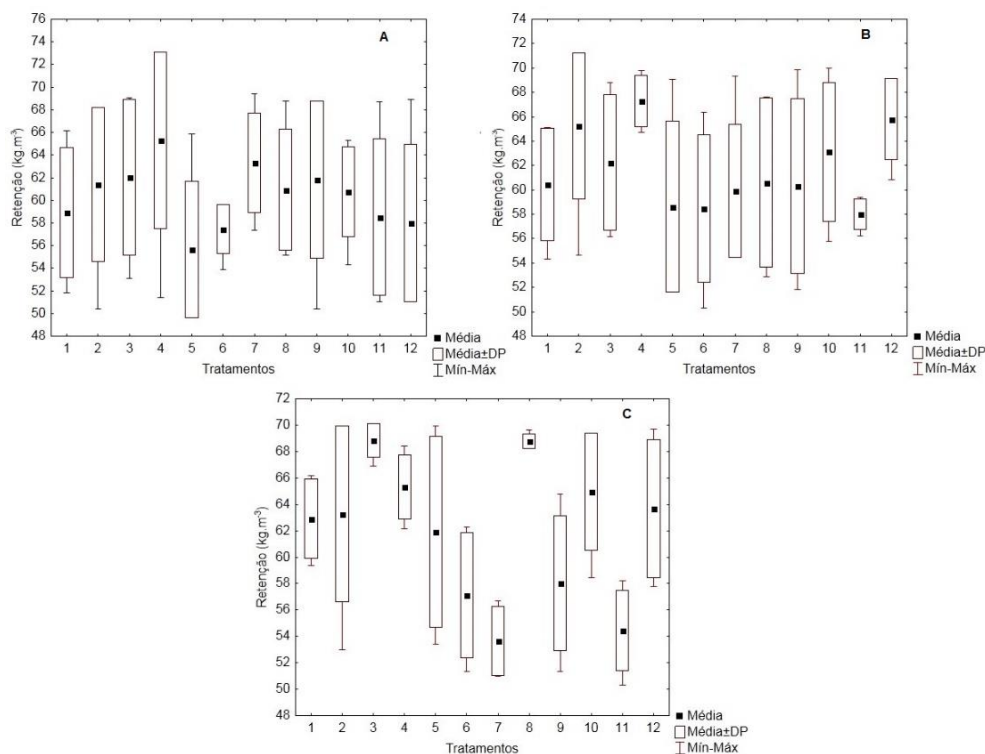 A
76
74
72
70
68
66
64
62
60
58
56
54
52
50
48
Retenção (kg.m⁻³)
1 2 3 4 5 6 7 8 9 10 11 12
Tratamentos
Média
Média±DP
Mín-Máx
B
74
72
70
68
66
64
62
60
58
56
54
52
50
48
Retenção (kg.m⁻³)
1 2 3 4 5 6 7 8 9 10 11 12
Tratamentos
Média
Média±DP
Mín-Máx
C
72
70
68
66
64
62
60
58
56
54
52
50
48
Retenção (kg.m⁻³)
1 2 3 4 5 6 7 8 9 10 11 12
Tratamentos
Média
Média±DP
Mín-Máx